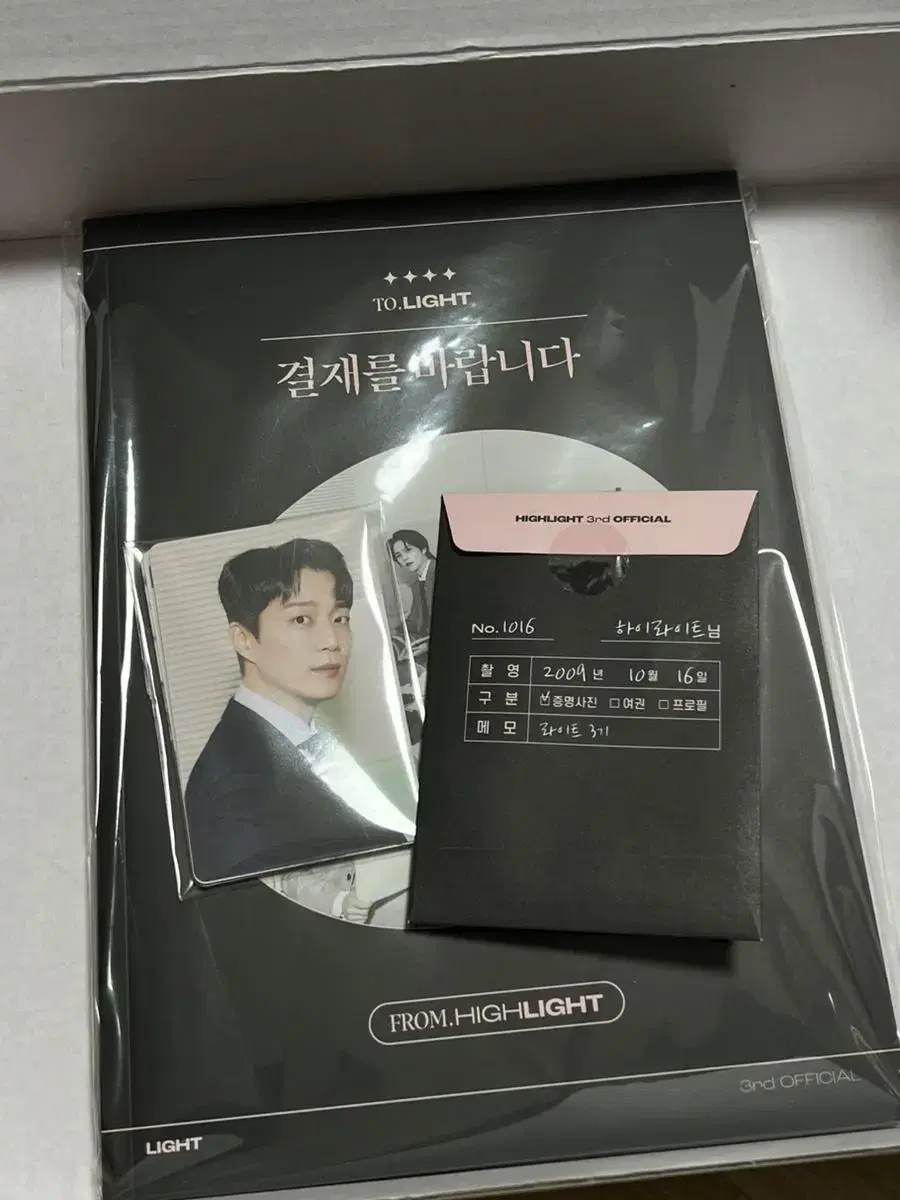 TO.LIGHT
결재를 바랍니다
HIGHLIGHT 3rd OFFICIAL
No.1016 하이라이트님
촬 영 2009년 10월 16일
구 분 ☑증명사진 □여권 □프로필
메 모 라이트 3기
FROM.HIGHLIGHT
3rd OFFICIAL
LIGHT